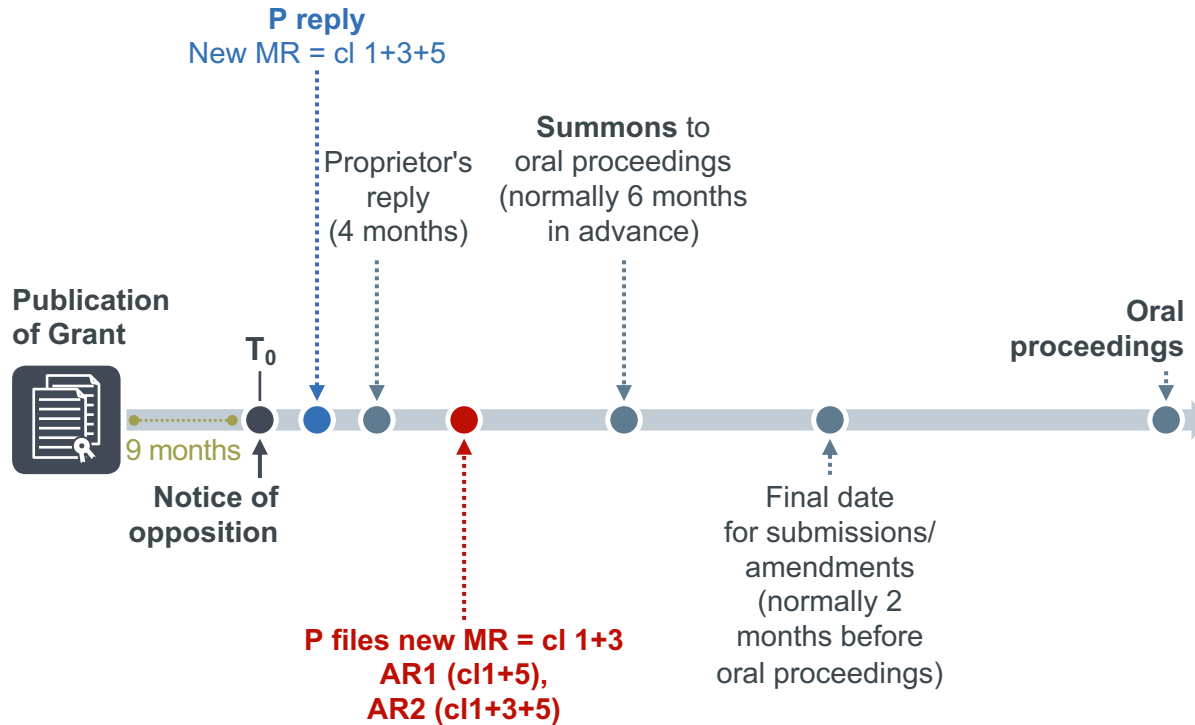 P reply
New MR = cl 1+3+5
Proprietor's
reply
(4 months)
Summons to
oral proceedings
(normally 6 months
in advance)
Publication
of Grant
T₀
Oral
proceedings
9 months
Notice of
opposition
P files new MR = cl 1+3
AR1 (cl1+5),
AR2 (cl1+3+5)
Final date
for submissions/
amendments
(normally 2
months before
oral proceedings)